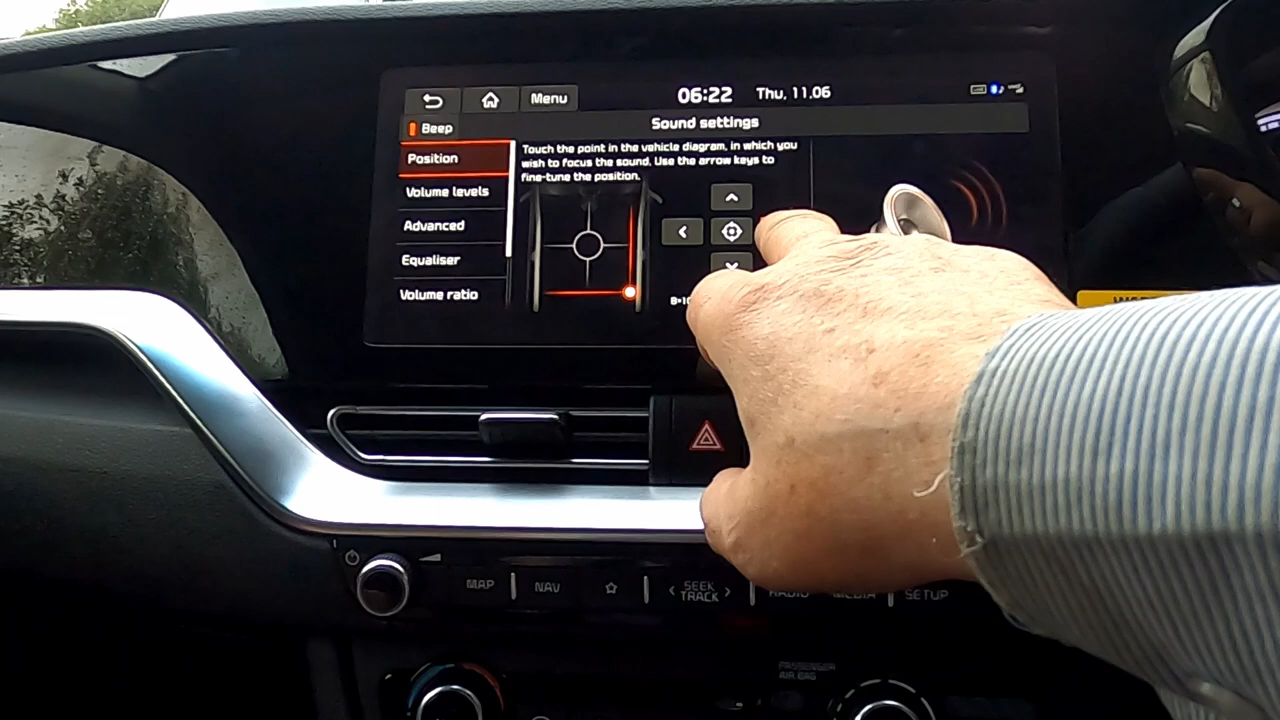 Menu
06:22
Thu, 11.06
Beep
Sound settings
Position
Volume levels
Advanced
Equaliser
Volume ratio
Touch the point in the vehicle diagram, in which you
wish to focus the sound. Use the arrow keys to
fine-tune the position.
MAP
NAV
SEEK
TRACK
RADIO
MEDIA
SETUP
PASSENGER
AIR BAG